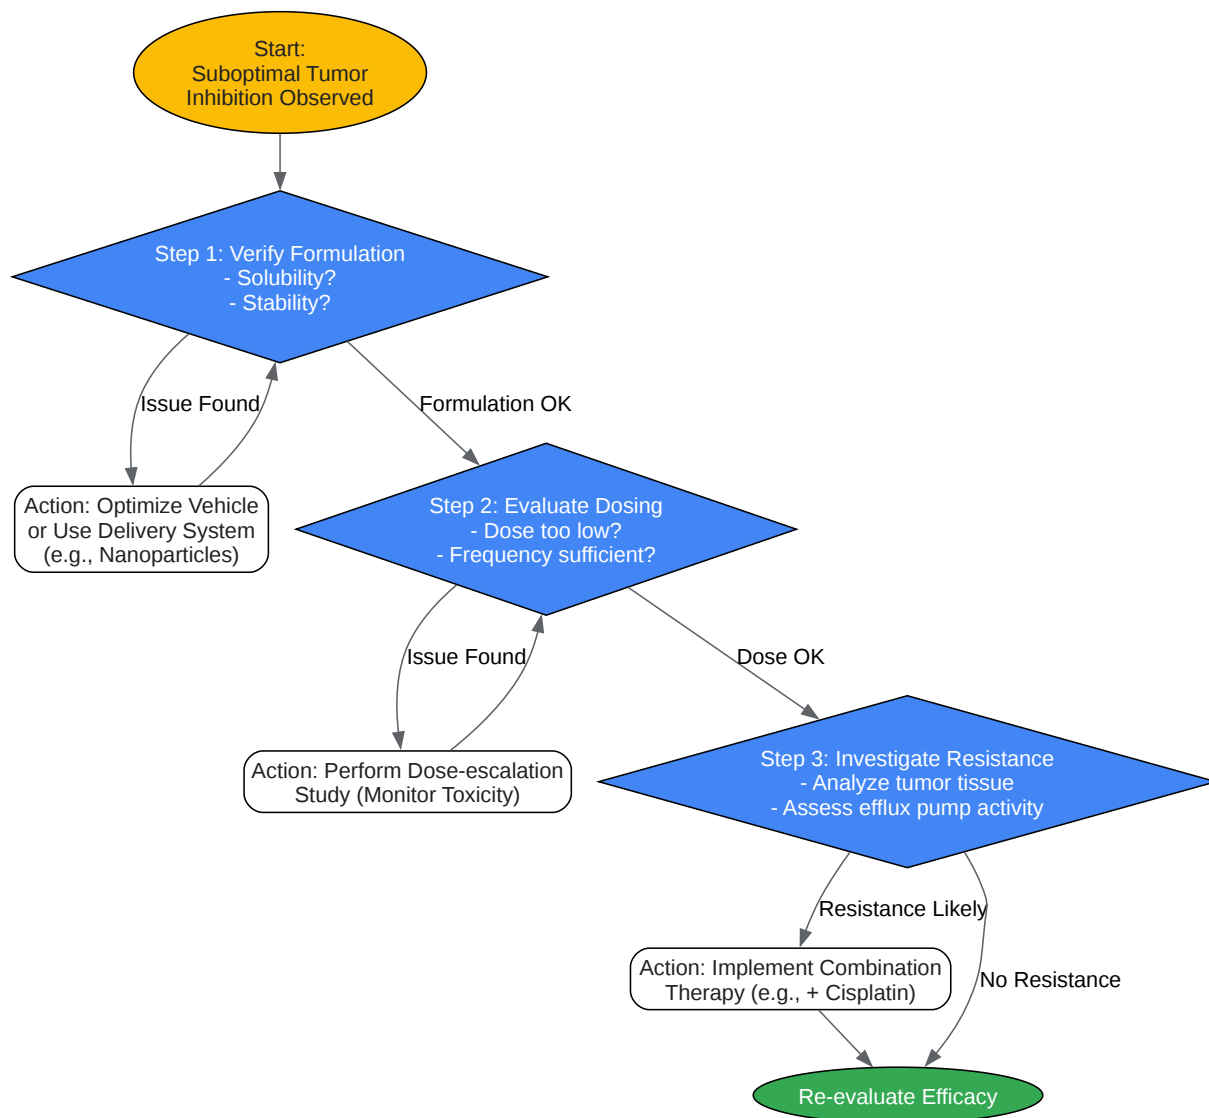 Start:
Suboptimal Tumor
Inhibition Observed
Step 1: Verify Formulation
- Solubility?
- Stability?
Issue Found
Formulation OK
Action: Optimize Vehicle
or Use Delivery System
(e.g., Nanoparticles)
Step 2: Evaluate Dosing
- Dose too low?
- Frequency sufficient?
Issue Found
Dose OK
Action: Perform Dose-escalation
Study (Monitor Toxicity)
Step 3: Investigate Resistance
- Analyze tumor tissue
- Assess efflux pump activity
Resistance Likely
No Resistance
Action: Implement Combination
Therapy (e.g., + Cisplatin)
Re-evaluate Efficacy